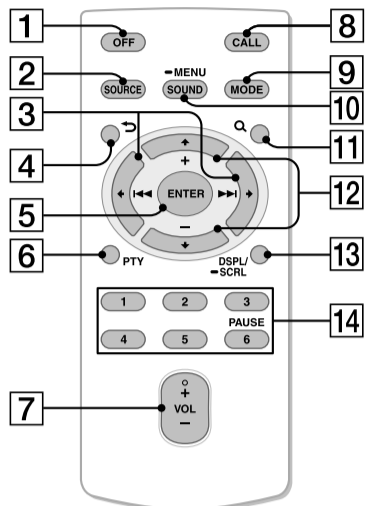 1 OFF CALL 8
–MENU
2 SOURCE SOUND MODE 9
3 10
4 11
+
5 ENTER 12
–
6 PTY DSPL/ 13
–SCRL
1 2 3
PAUSE 14
4 5 6
+
7 VOL
–